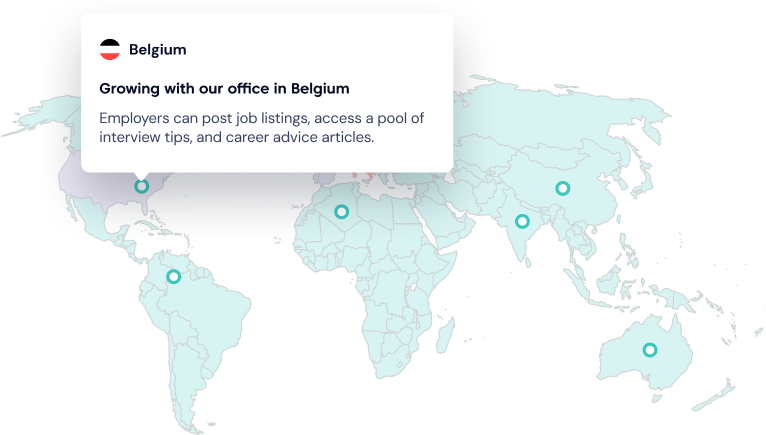 Belgium
Growing with our office in Belgium
Employers can post job listings, access a pool of
interview tips, and career advice articles.